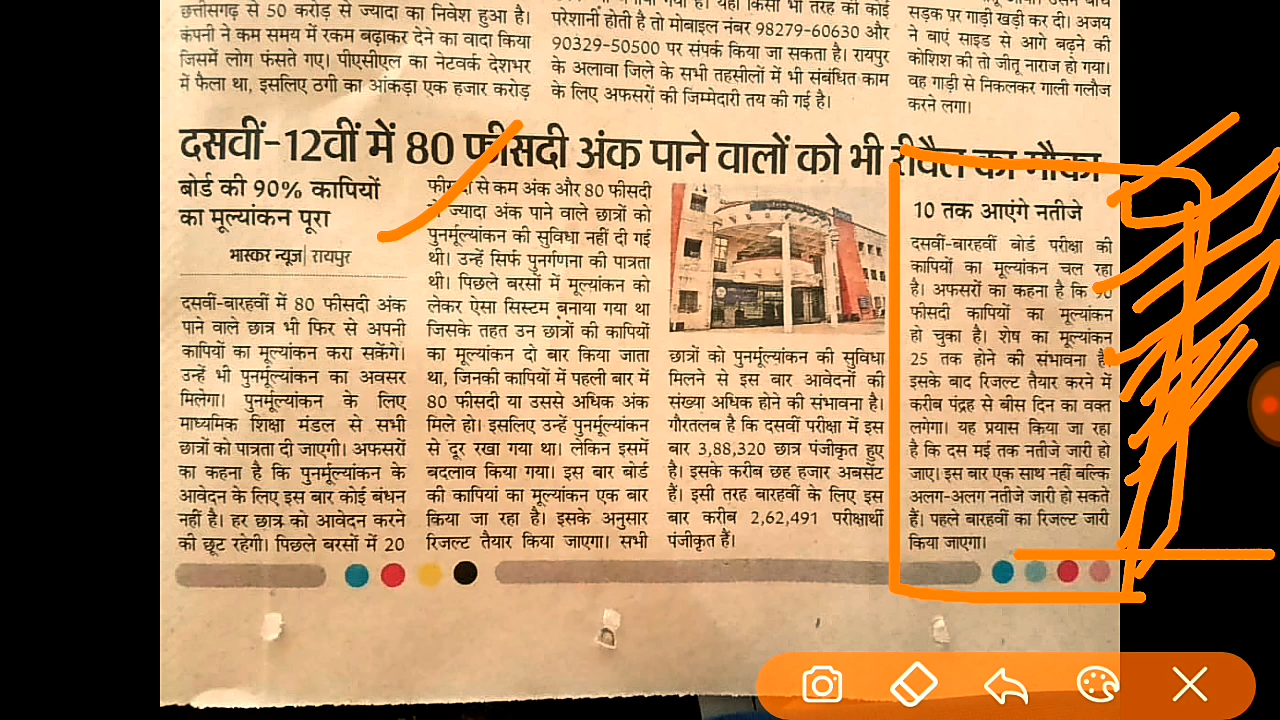 छत्तीसगढ़ से 50 करोड़ से ज्यादा का निवेश हुआ है।
कंपनी ने कम समय में रकम बढ़ाकर देने का वादा किया
जिसमें लोग फंसते गए। पीएसीएल का नेटवर्क देशभर
में फैला था, इसलिए ठगी का आंकड़ा एक हजार करोड़
परेशानी होती है तो मोबाइल नंबर 98279-60630 और
90329-50500 पर संपर्क किया जा सकता है। रायपुर
के अलावा जिले के सभी तहसीलों में भी संबंधित काम
के लिए अफसरों की जिम्मेदारी तय की गई है।
सड़क पर गाड़ी खड़ी कर दी। अजय
ने बाएं साइड से आगे बढ़ने की
कोशिश की तो जीतू नाराज हो गया।
वह गाड़ी से निकलकर गाली गलौज
करने लगा।
दसवीं-12वीं में 80 फीसदी अंक पाने वालों को भी रीवैल का मौका
बोर्ड की 90% कापियों
का मूल्यांकन पूरा
भास्कर न्यूज | रायपुर
दसवीं-बारहवीं में 80 फीसदी अंक
पाने वाले छात्र भी फिर से अपनी
कापियों का मूल्यांकन करा सकेंगे।
उन्हें भी पुनर्मूल्यांकन का अवसर
मिलेगा। पुनर्मूल्यांकन के लिए
माध्यमिक शिक्षा मंडल से सभी
छात्रों को पात्रता दी जाएगी। अफसरों
का कहना है कि पुनर्मूल्यांकन के
आवेदन के लिए इस बार कोई बंधन
नहीं है। हर छात्र को आवेदन करने
की छूट रहेगी। पिछले बरसों में 20
फीसदी से कम अंक और 80 फीसदी
ज्यादा अंक पाने वाले छात्रों को
पुनर्मूल्यांकन की सुविधा नहीं दी गई
थी। उन्हें सिर्फ पुनर्गणना की पात्रता
थी। पिछले बरसों में मूल्यांकन को
लेकर ऐसा सिस्टम बनाया गया था
जिसके तहत उन छात्रों की कापियों
का मूल्यांकन दो बार किया जाता
था, जिनकी कापियों में पहली बार में
80 फीसदी या उससे अधिक अंक
मिले हो। इसलिए उन्हें पुनर्मूल्यांकन
से दूर रखा गया था। लेकिन इसमें
बदलाव किया गया। इस बार बोर्ड
की कापियां का मूल्यांकन एक बार
किया जा रहा है। इसके अनुसार
रिजल्ट तैयार किया जाएगा। सभी
छात्रों को पुनर्मूल्यांकन की सुविधा
मिलने से इस बार आवेदनों की
संख्या अधिक होने की संभावना है।
गौरतलब है कि दसवीं परीक्षा में इस
बार 3,88,320 छात्र पंजीकृत हुए
है। इसके करीब छह हजार अबसेंट
हैं। इसी तरह बारहवीं के लिए इस
बार करीब 2,62,491 परीक्षार्थी
पंजीकृत हैं।
10 तक आएंगे नतीजे
दसवीं-बारहवीं बोर्ड परीक्षा की
कापियों का मूल्यांकन चल रहा
है। अफसरों का कहना है कि 90
फीसदी कापियों का मूल्यांकन
हो चुका है। शेष का मूल्यांकन
25 तक होने की संभावना है।
इसके बाद रिजल्ट तैयार करने में
करीब पंद्रह से बीस दिन का वक्त
लगेगा। यह प्रयास किया जा रहा
है कि दस मई तक नतीजे जारी हो
जाए। इस बार एक साथ नहीं बल्कि
अलग-अलग नतीजे जारी हो सकते
हैं। पहले बारहवीं का रिजल्ट जारी
किया जाएगा।